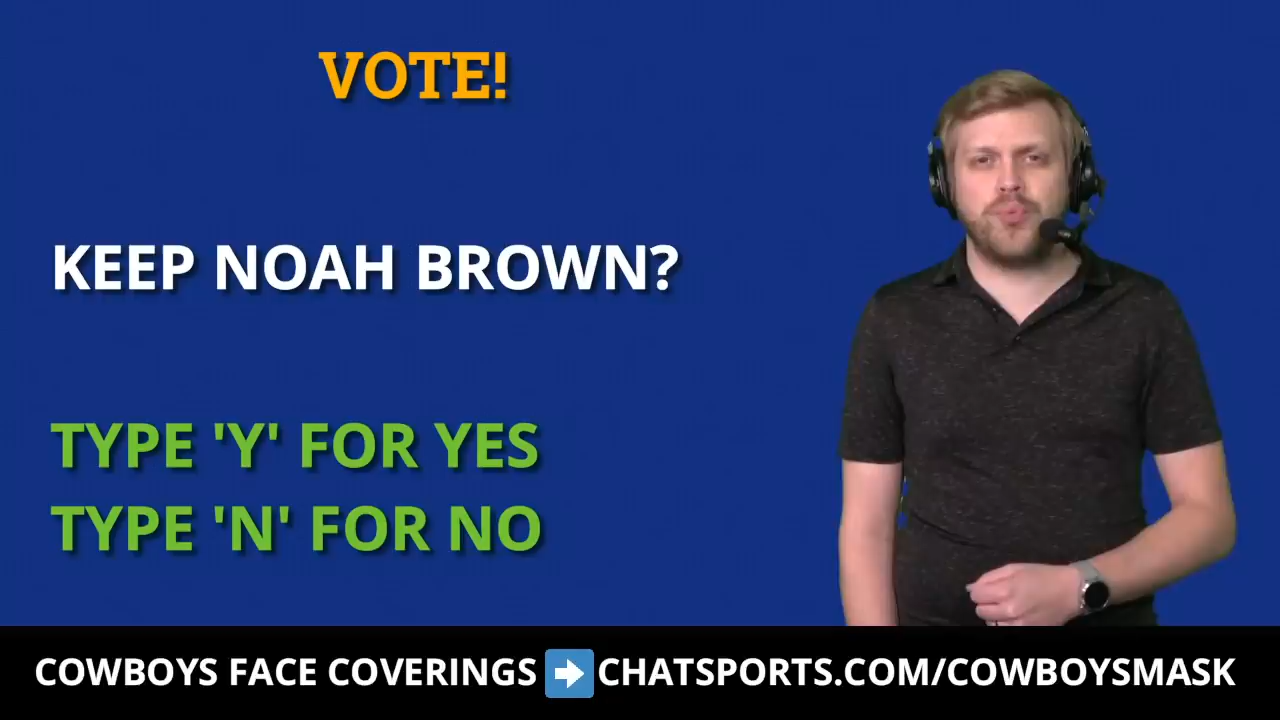 VOTE!
KEEP NOAH BROWN?
TYPE 'Y' FOR YES
TYPE 'N' FOR NO
COWBOYS FACE COVERINGS ➡ CHATSPORTS.COM/COWBOYSMASK